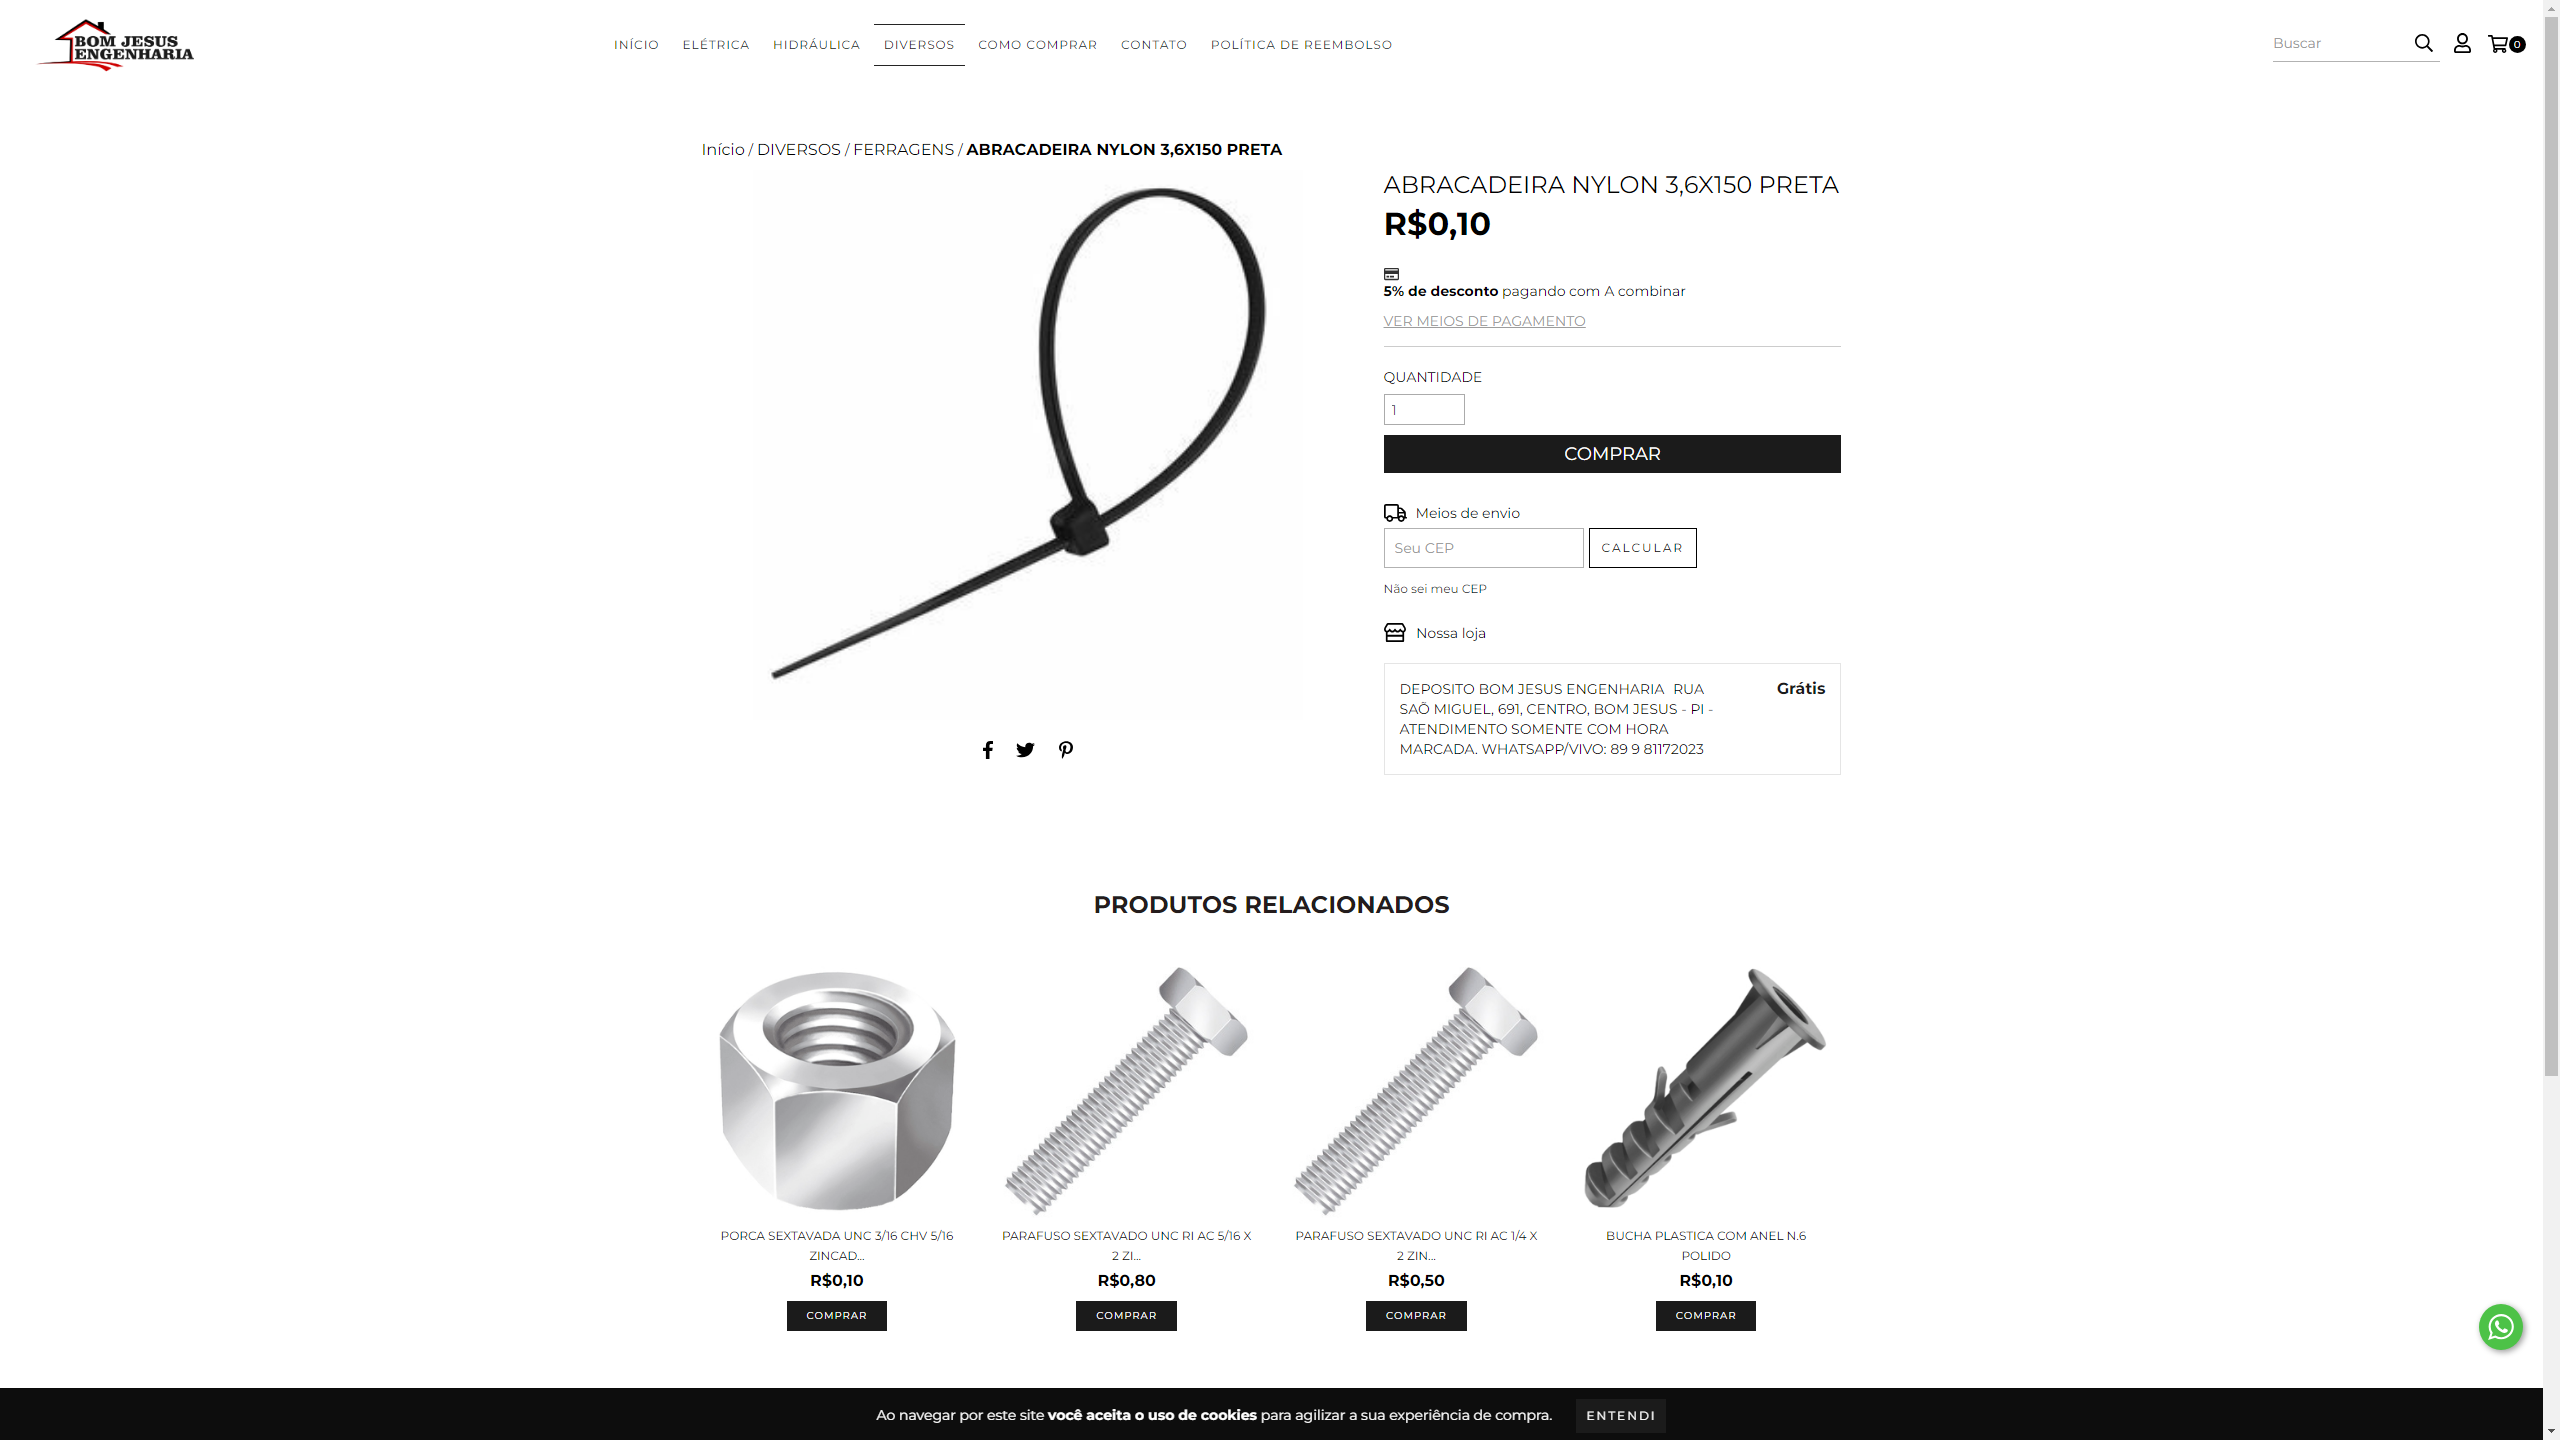 BOM JESUS
ENGENHARIA
INÍCIO ELÉTRICA HIDRÁULICA DIVERSOS COMO COMPRAR CONTATO POLÍTICA DE REEMBOLSO
Buscar
0
Início / DIVERSOS / FERRAGENS / ABRACADEIRA NYLON 3,6X150 PRETA
ABRACADEIRA NYLON 3,6X150 PRETA
R$0,10
5% de desconto pagando com A combinar
VER MEIOS DE PAGAMENTO
QUANTIDADE
1
COMPRAR
Meios de envio
Seu CEP
CALCULAR
Não sei meu CEP
Nossa loja
DEPOSITO BOM JESUS ENGENHARIA RUA
SAÕ MIGUEL, 691, CENTRO, BOM JESUS - PI -
ATENDIMENTO SOMENTE COM HORA
MARCADA. WHATSAPP/VIVO: 89 9 81172023
Grátis
PRODUTOS RELACIONADOS
PORCA SEXTAVADA UNC 3/16 CHV 5/16
ZINCAD...
R$0,10
COMPRAR
PARAFUSO SEXTAVADO UNC RI AC 5/16 X
2 ZI...
R$0,80
COMPRAR
PARAFUSO SEXTAVADO UNC RI AC 1/4 X
2 ZIN...
R$0,50
COMPRAR
BUCHA PLASTICA COM ANEL N.6
POLIDO
R$0,10
COMPRAR
Ao navegar por este site você aceita o uso de cookies para agilizar a sua experiência de compra.
ENTENDI